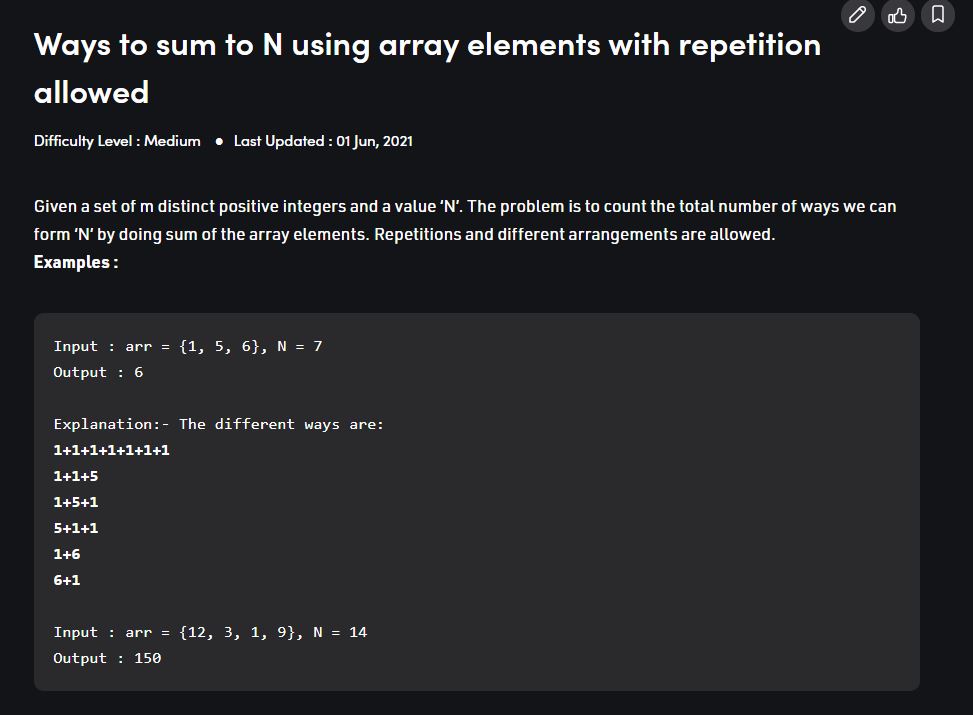 Ways to sum to N using array elements with repetition
allowed
Difficulty Level : Medium ● Last Updated : 01 Jun, 2021
Given a set of m distinct positive integers and a value ‘N’. The problem is to count the total number of ways we can
form ‘N’ by doing sum of the array elements. Repetitions and different arrangements are allowed.
Examples :
Input : arr = {1, 5, 6}, N = 7
Output : 6
Explanation:- The different ways are:
1+1+1+1+1+1+1
1+1+5
1+5+1
5+1+1
1+6
6+1
Input : arr = {12, 3, 1, 9}, N = 14
Output : 150